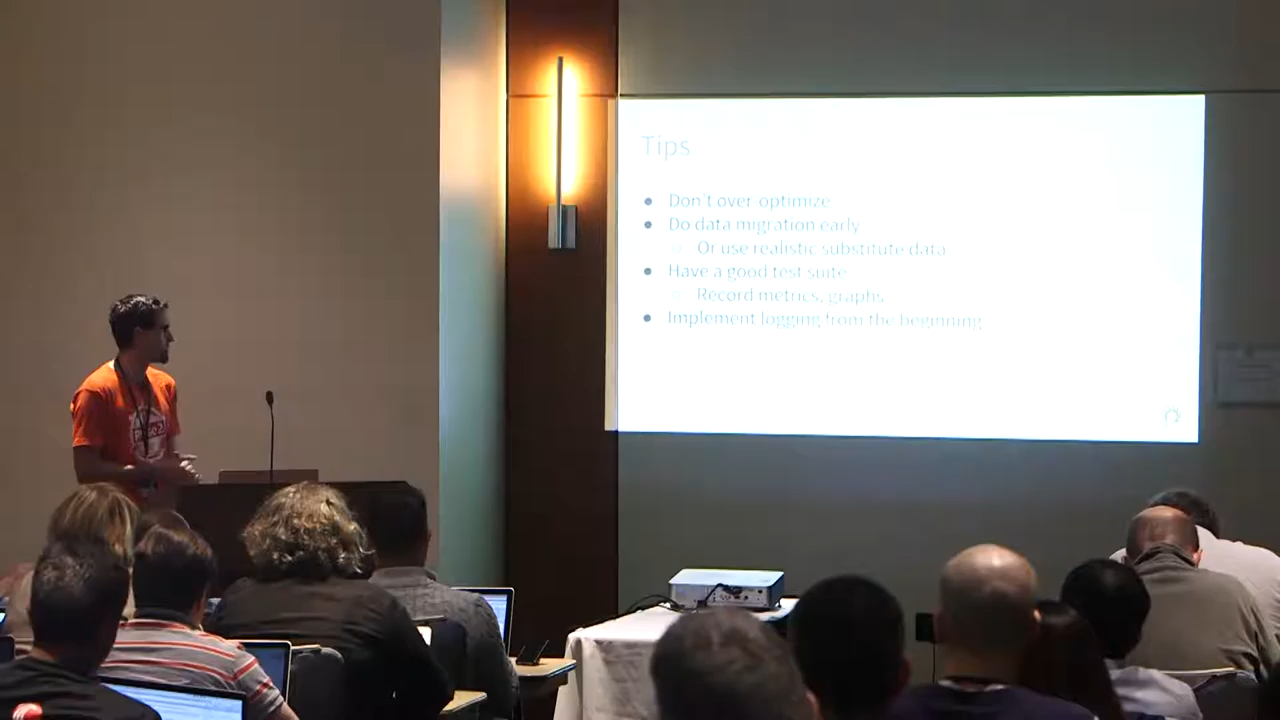 Tips
● Don't over-optimize
● Do data migration early
○ Or use realistic substitute data
● Have a good test suite
○ Record metrics, graphs
● Implement logging from the beginning